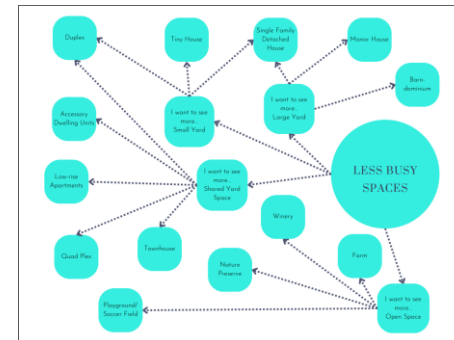 Duplex
Tiny House
Single Family
Detached
House
Manor House
Barn-
dominium
Accessory
Dwelling Units
I want to see
more...
Small Yard
I want to see
more...
Large Yard
Low-rise
Apartments
I want to see
more...
Shared Yard
Space
LESS BUSY
SPACES
Quad Plex
Townhouse
Winery
Nature
Preserve
Farm
Playground/
Soccer Field
I want to see
more...
Open Space